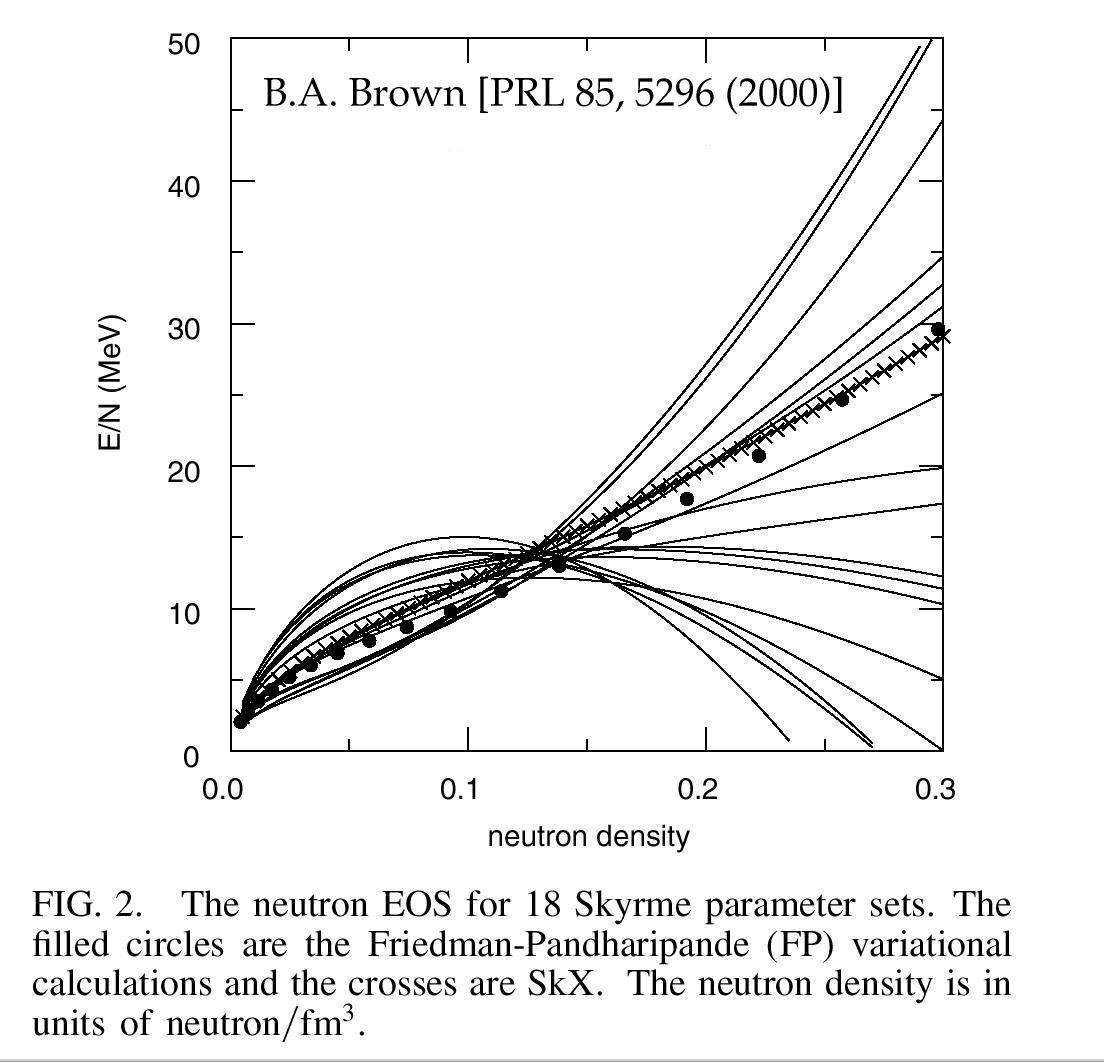 50
B.A. Brown [PRL 85, 5296 (2000)]
40
30
E/N (MeV)
20
10
0
0.0 0.1 0.2 0.3
neutron density
FIG. 2. The neutron EOS for 18 Skyrme parameter sets. The
filled circles are the Friedman-Pandharipande (FP) variational
calculations and the crosses are SkX. The neutron density is in
units of neutron/fm³.